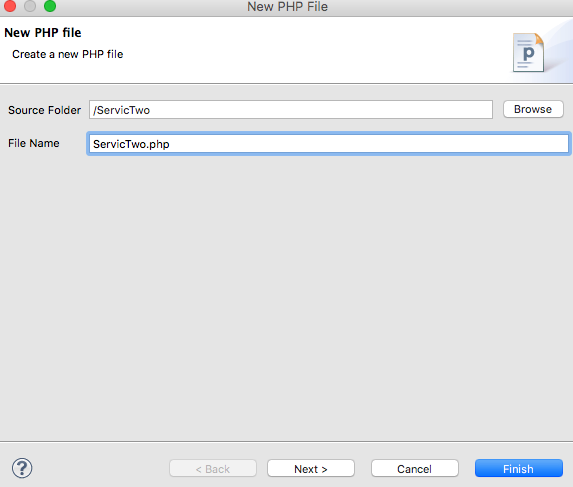 New PHP File
New PHP file
Create a new PHP file
p
Source Folder /ServicTwo Browse
File Name ServicTwo.php
? < Back Next > Cancel Finish